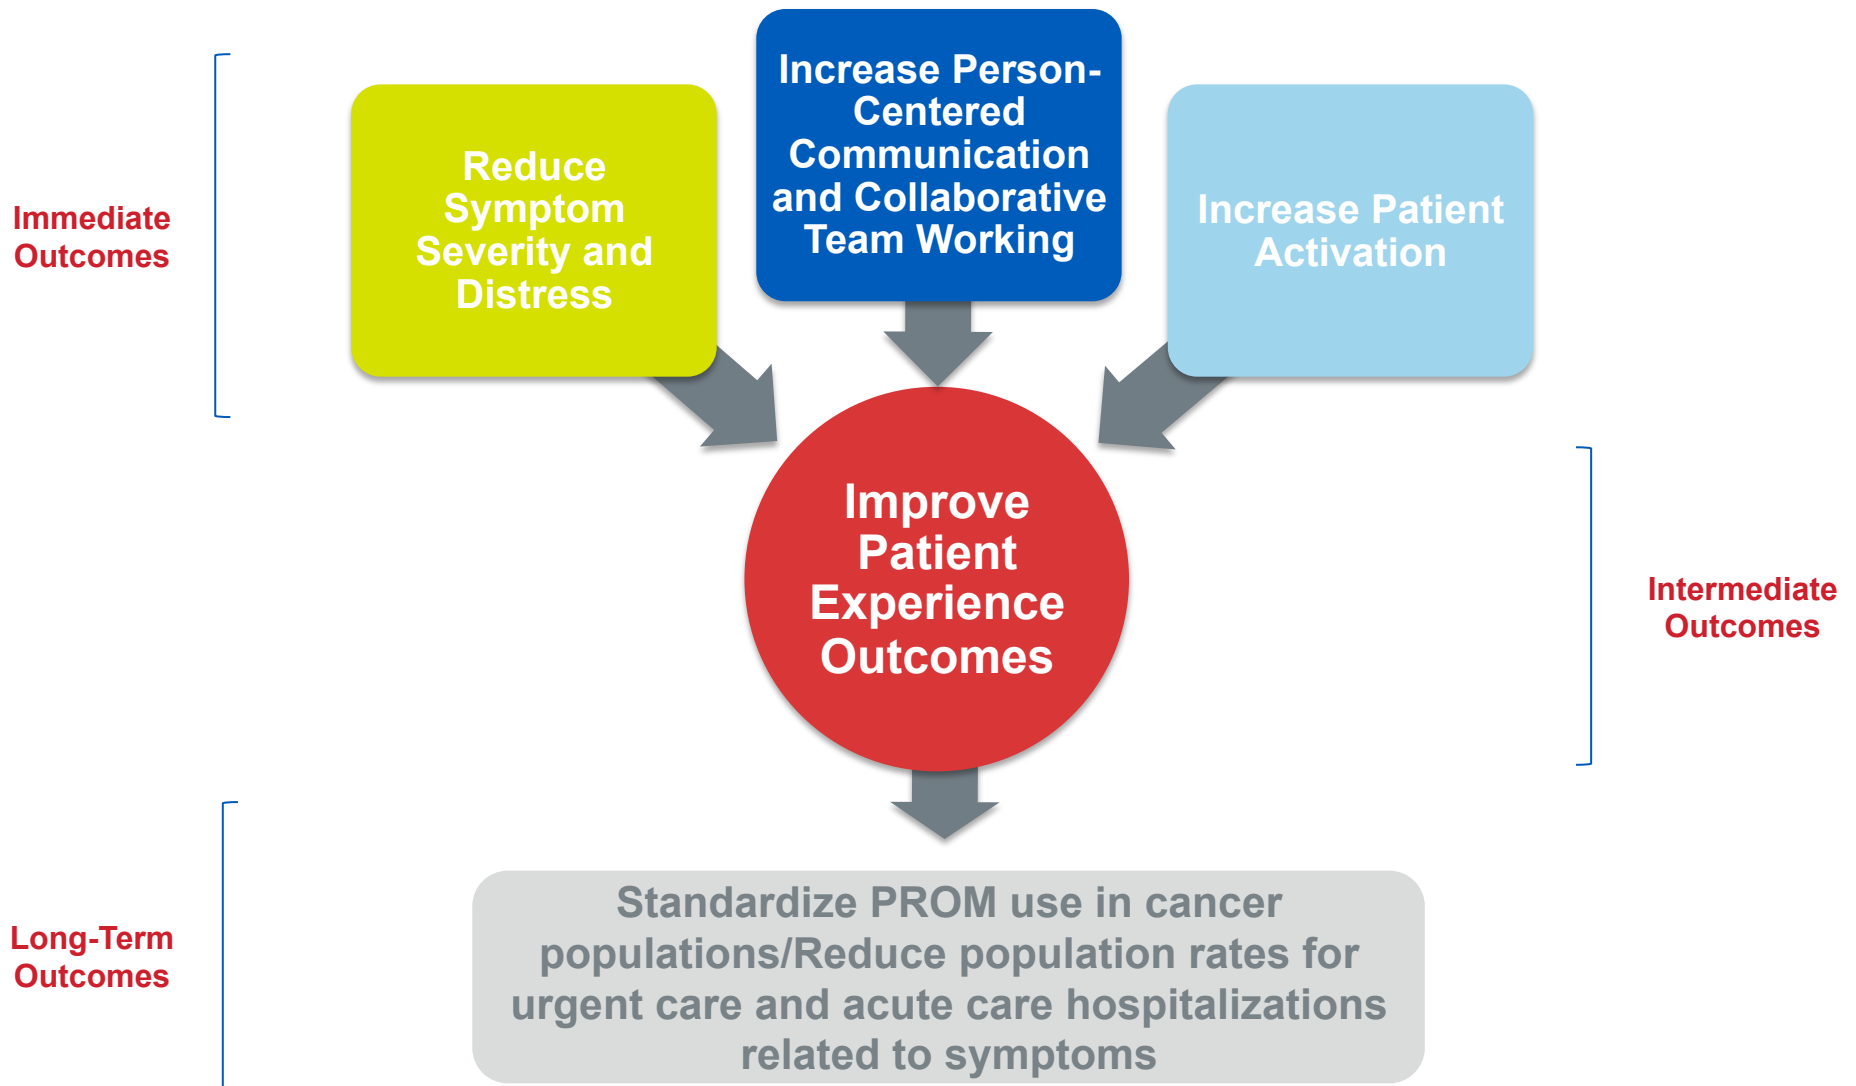 Immediate
Outcomes
Reduce
Symptom
Severity and
Distress
Increase Person-
Centered
Communication
and Collaborative
Team Working
Increase Patient
Activation
Improve
Patient
Experience
Outcomes
Intermediate
Outcomes
Long-Term
Outcomes
Standardize PROM use in cancer
populations/Reduce population rates for
urgent care and acute care hospitalizations
related to symptoms